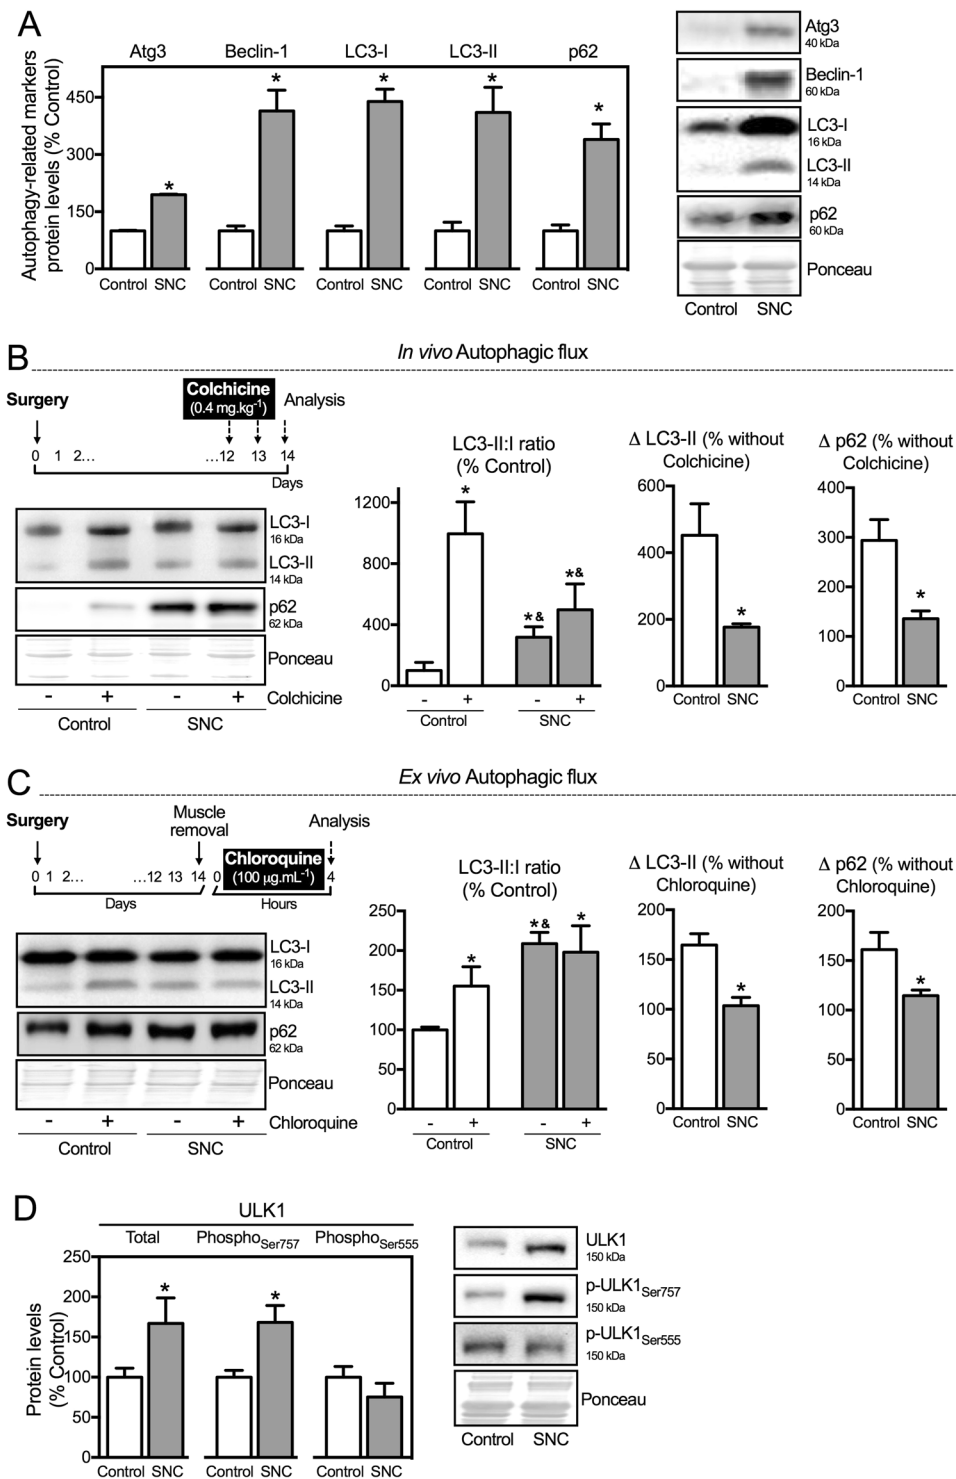 A
Autophagy-related markers
protein levels (% Control)
Atg3 Beclin-1 LC3-I LC3-II p62
450
300
150
0
* * * * *
Control SNC Control SNC Control SNC Control SNC Control SNC
Atg3
40 kDa
Beclin-1
60 kDa
LC3-I
16 kDa
LC3-II
14 kDa
p62
60 kDa
Ponceau
Control SNC
B
In vivo Autophagic flux
Surgery
Colchicine
(0.4 mg.kg-1)
Analysis
0 1 2... ...12 13 14
Days
LC3-I
16 kDa
LC3-II
14 kDa
p62
62 kDa
Ponceau
- + - + Colchicine
Control SNC
LC3-II:I ratio
(% Control)
1200
800
400
0
* *& *&
- + - +
Control SNC
Δ LC3-II (% without
Colchicine)
600
400
200
0
*
Control SNC
Δ p62 (% without
Colchicine)
400
300
200
100
0
*
Control SNC
C
Ex vivo Autophagic flux
Surgery
Muscle
removal
Analysis
Chloroquine
(100 µg.mL-1)
0 1 2... ...12 13 14 0 4
Days Hours
LC3-I
16 kDa
LC3-II
14 kDa
p62
62 kDa
Ponceau
- + - + Chloroquine
Control SNC
LC3-II:I ratio
(% Control)
250
200
150
100
50
0
* *& *
- + - +
Control SNC
Δ LC3-II (% without
Chloroquine)
200
150
100
50
0
*
Control SNC
Δ p62 (% without
Chloroquine)
200
150
100
50
0
*
Control SNC
D
ULK1
Total PhosphoSer757 PhosphoSer555
Protein levels
(% Control)
250
200
150
100
50
0
* *
Control SNC Control SNC Control SNC
ULK1
150 kDa
p-ULK1Ser757
150 kDa
p-ULK1Ser555
150 kDa
Ponceau
Control SNC